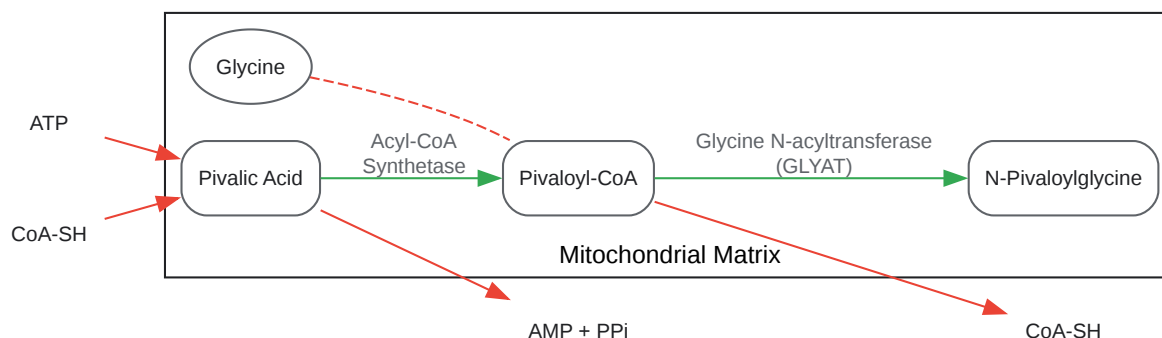 Glycine
ATP
Acyl-CoA
Synthetase
Glycine N-acyltransferase
(GLYAT)
Pivalic Acid
Pivaloyl-CoA
N-Pivaloylglycine
CoA-SH
Mitochondrial Matrix
AMP + PPi
CoA-SH